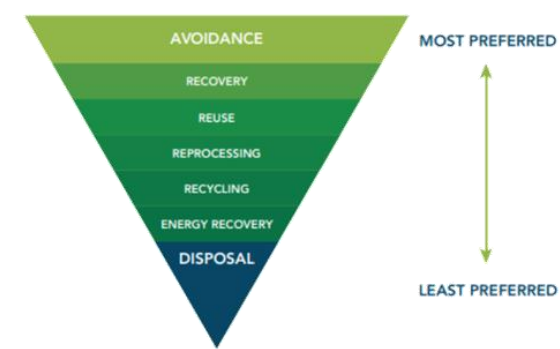 AVOIDANCE
RECOVERY
REUSE
REPROCESSING
RECYCLING
ENERGY RECOVERY
DISPOSAL
MOST PREFERRED
LEAST PREFERRED